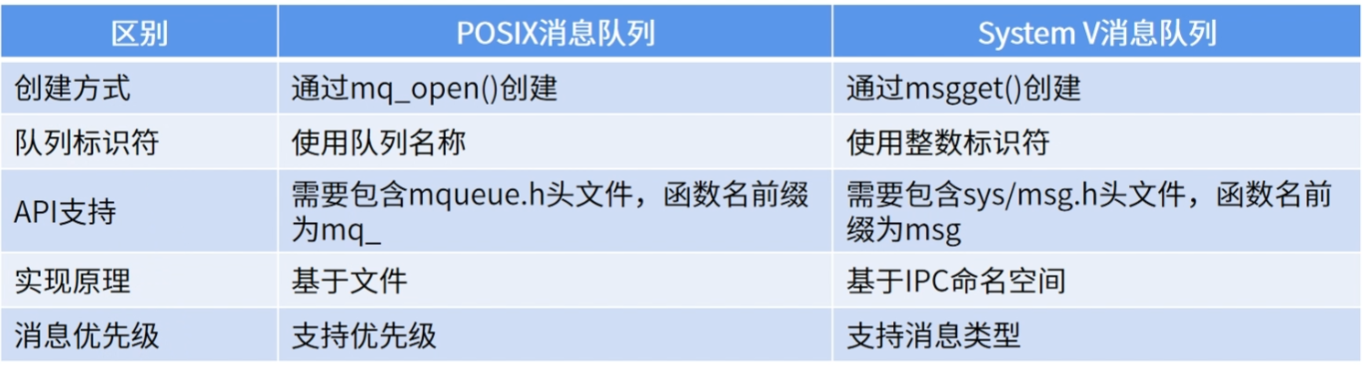 区别 POSIX消息队列 System V消息队列
创建方式 通过mq_open()创建 通过msgget()创建
队列标识符 使用队列名称 使用整数标识符
API支持 需要包含mqueue.h头文件，函数名前缀
为mq_ 需要包含sys/msg.h头文件，函数名前
缀为msg
实现原理 基于文件 基于IPC命名空间
消息优先级 支持优先级 支持消息类型